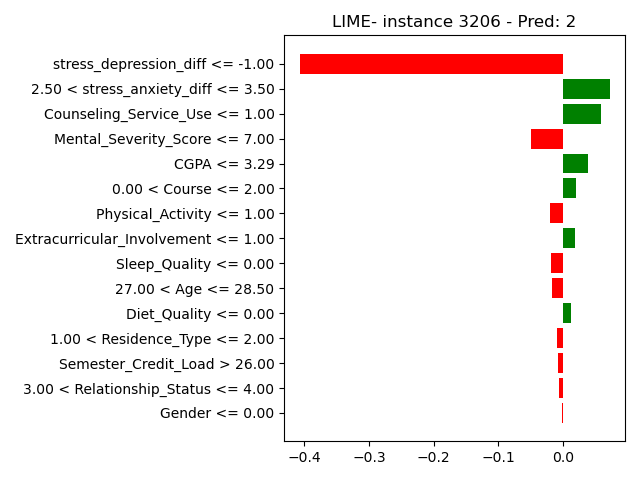 LIME- instance 3206 - Pred: 2
stress_depression_diff <= -1.00
2.50 < stress_anxiety_diff <= 3.50
Counseling_Service_Use <= 1.00
Mental_Severity_Score <= 7.00
CGPA <= 3.29
0.00 < Course <= 2.00
Physical_Activity <= 1.00
Extracurricular_Involvement <= 1.00
Sleep_Quality <= 0.00
27.00 < Age <= 28.50
Diet_Quality <= 0.00
1.00 < Residence_Type <= 2.00
Semester_Credit_Load > 26.00
3.00 < Relationship_Status <= 4.00
Gender <= 0.00
−0.4 −0.3 −0.2 −0.1 0.0